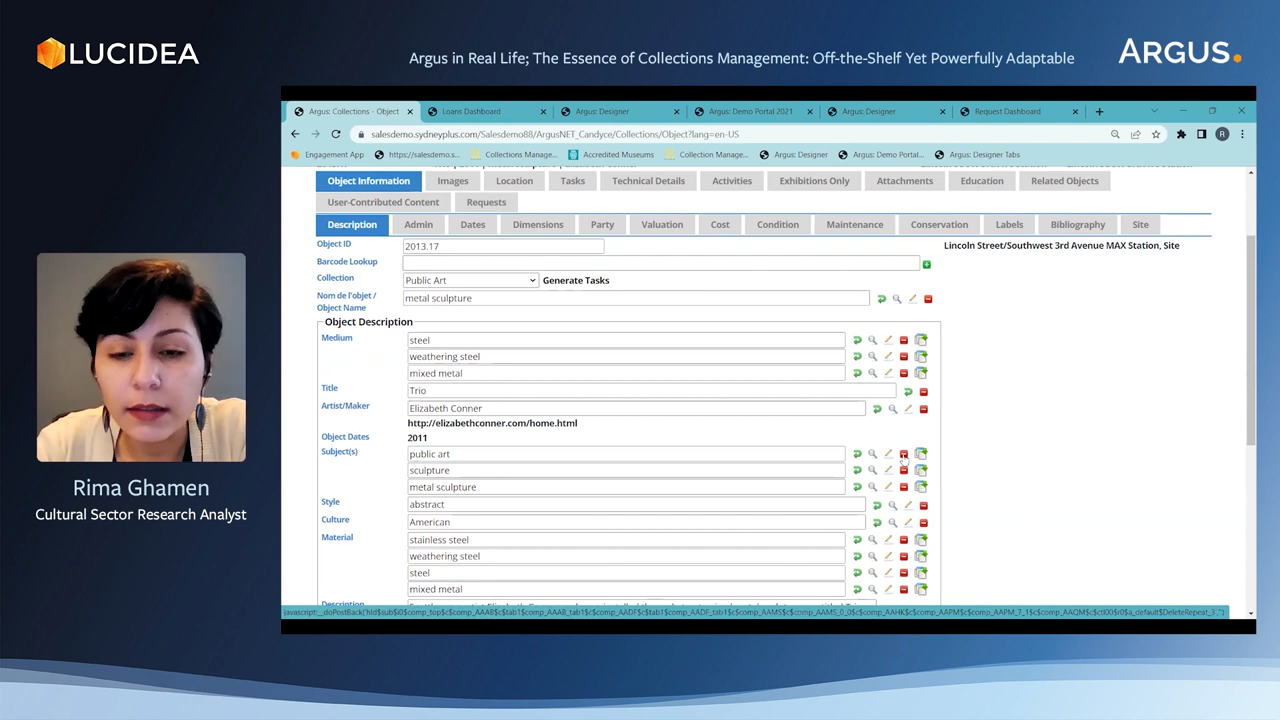 LUCIDEA
Argus in Real Life; The Essence of Collections Management: Off-the-Shelf Yet Powerfully Adaptable
ARGUS.
Argus: Collections - Object
Loans Dashboard
Argus: Designer
Argus: Demo Portal 2021
Argus: Designer
Request Dashboard
salesdemo.sydneyplus.com/Salesdemo88/ArgusNET_Candyce/Collections/Object?lang=en-US
R
Engagement App
https://salesdemo.s...
Collections Manage...
Accredited Museums
Collection Manage...
Argus: Designer
Argus: Demo Portal...
Argus: Designer Tabs
Object Information
Images
Location
Tasks
Technical Details
Activities
Exhibitions Only
Attachments
Education
Related Objects
User-Contributed Content
Requests
Description
Admin
Dates
Dimensions
Party
Valuation
Cost
Condition
Maintenance
Conservation
Labels
Bibliography
Site
Object ID
2013.17
Lincoln Street/Southwest 3rd Avenue MAX Station, Site
Barcode Lookup
Collection
Public Art
Generate Tasks
Nom de l'objet /
Object Name
metal sculpture
Object Description
Medium
steel
weathering steel
mixed metal
Title
Trio
Artist/Maker
Elizabeth Conner
http://elizabethconner.com/home.html
Object Dates
2011
Subject(s)
public art
sculpture
metal sculpture
Style
abstract
Culture
American
Material
stainless steel
weathering steel
steel
mixed metal
Description
Rima Ghamen
Cultural Sector Research Analyst